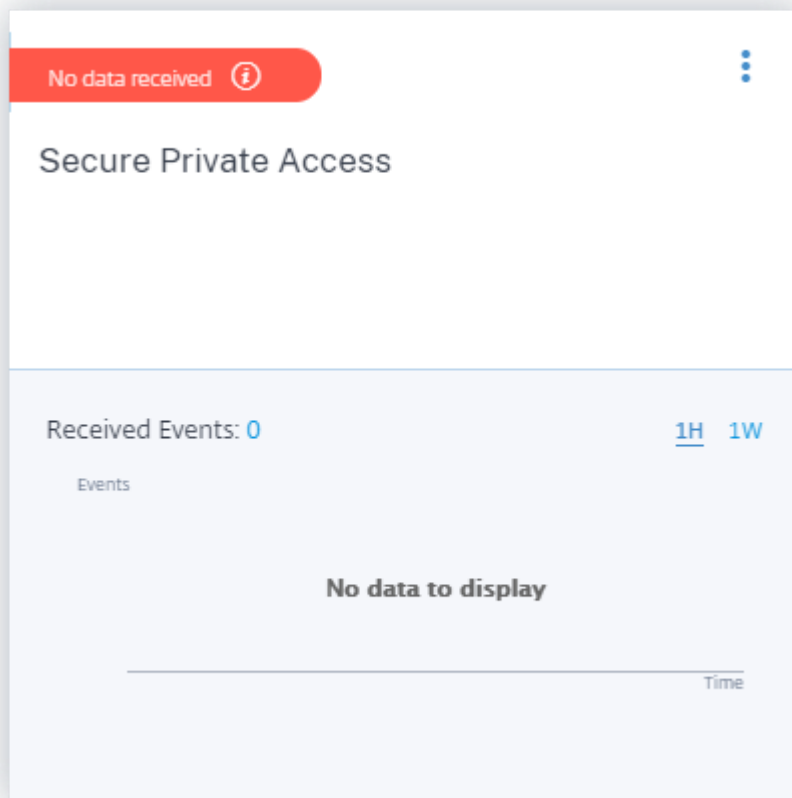 No data received
Secure Private Access
Received Events: 0
1H 1W
Events
No data to display
Time